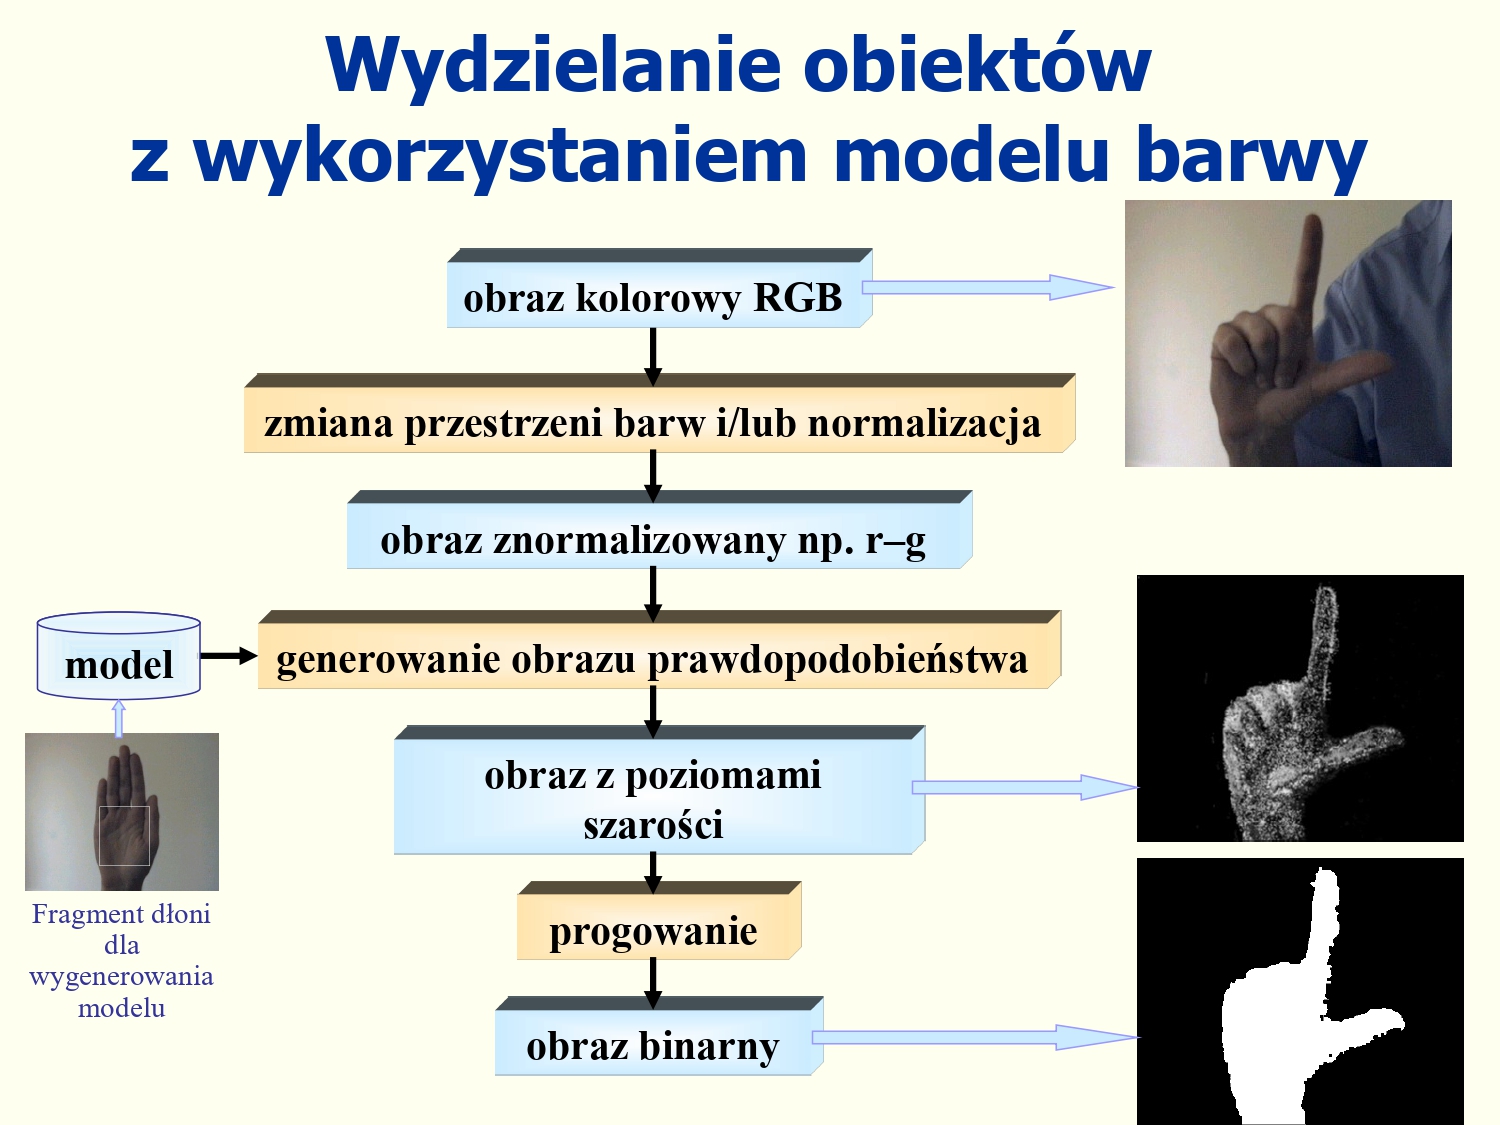 Wydzielanie obiektów
z wykorzystaniem modelu barwy
obraz kolorowy RGB
zmiana przestrzeni barw i/lub normalizacja
obraz znormalizowany np. r–g
model
generowanie obrazu prawdopodobieństwa
obraz z poziomami
szarości
Fragment dłoni
dla
wygenerowania
modelu
progowanie
obraz binarny